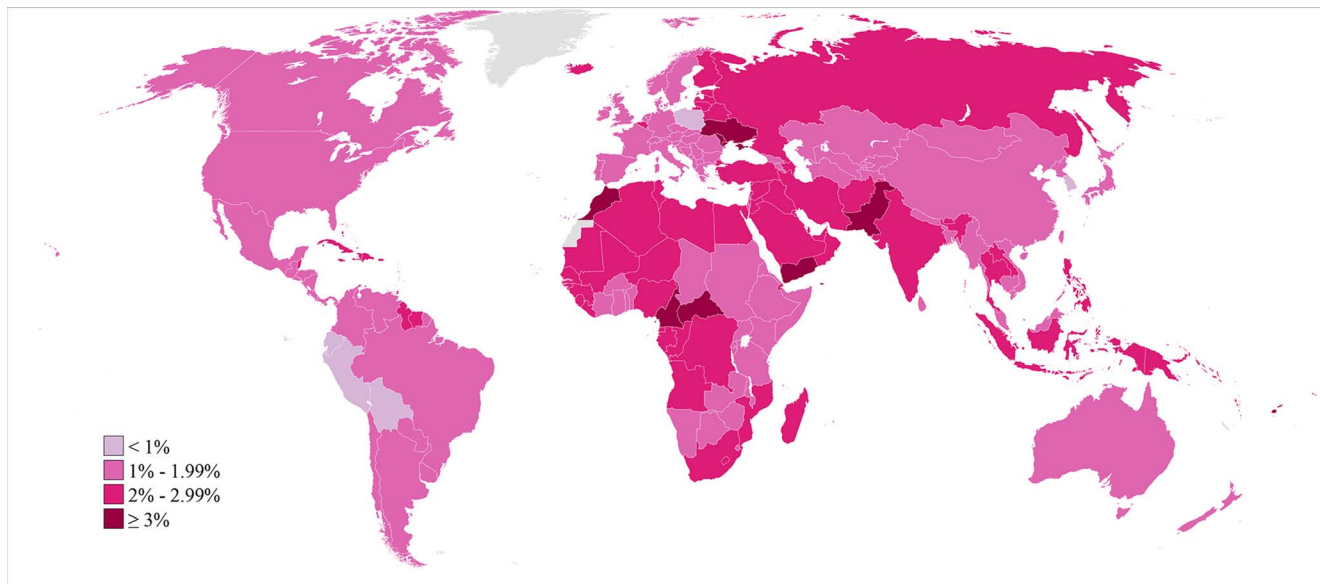 < 1%
1% - 1.99%
2% - 2.99%
≥ 3%